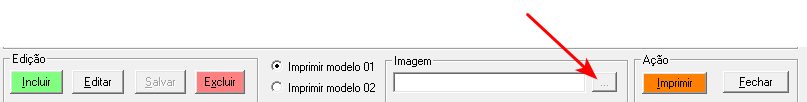 Edição
Incluir Editar Salvar Excluir
Imprimir modelo 01
Imprimir modelo 02
Imagem
...
Ação
Imprimir Fechar